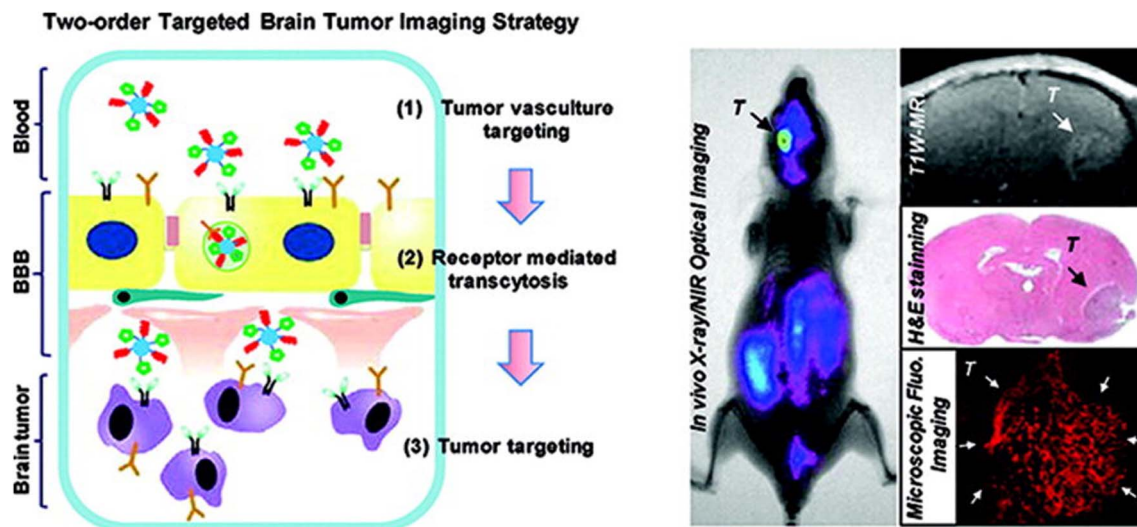 Two-order Targeted Brain Tumor Imaging Strategy
Blood
BBB
Brain tumor
(1) Tumor vasculature
targeting
(2) Receptor mediated
transcytosis
(3) Tumor targeting
In vivo X-ray/NIR Optical Imaging
T
T1W-MRI
T
H&E stainning
T
Microscopic Fluo.
Imaging
T